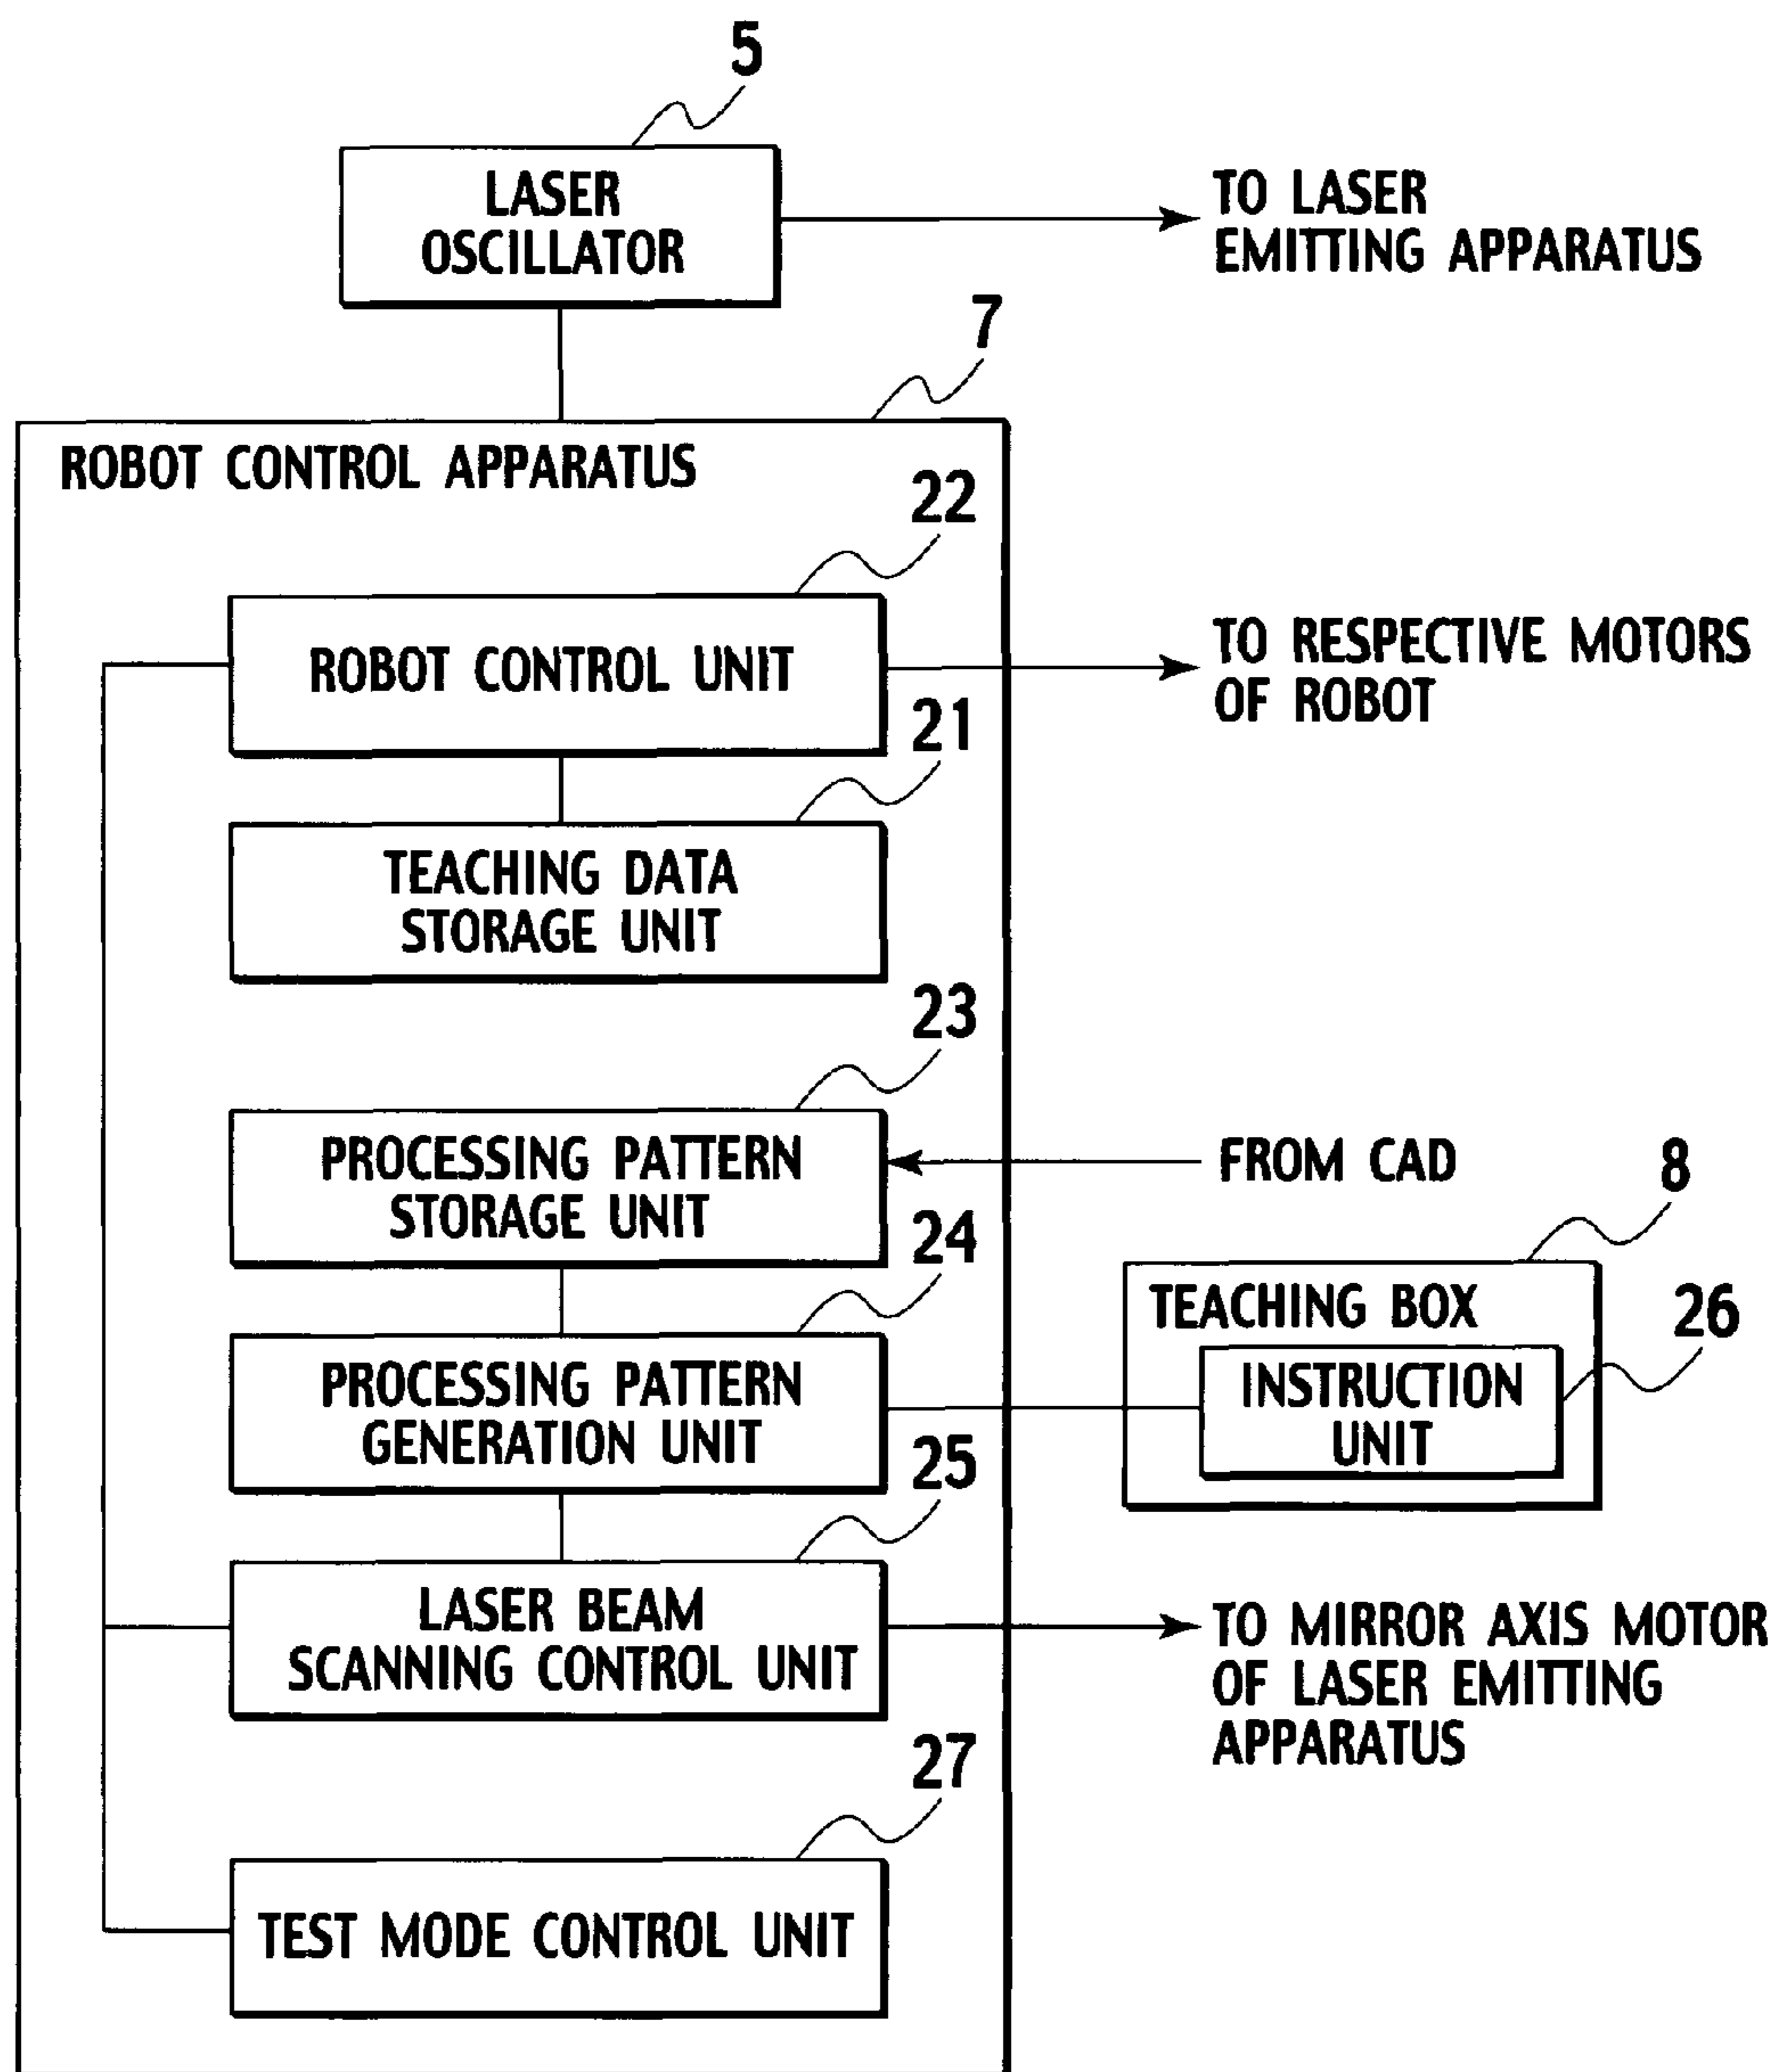 5
LASER
OSCILLATOR
TO LASER
EMITTING APPARATUS
7
ROBOT CONTROL APPARATUS
22
ROBOT CONTROL UNIT
TO RESPECTIVE MOTORS
OF ROBOT
21
TEACHING DATA
STORAGE UNIT
23
PROCESSING PATTERN
STORAGE UNIT
FROM CAD
8
24
TEACHING BOX
26
PROCESSING PATTERN
GENERATION UNIT
INSTRUCTION
UNIT
25
LASER BEAM
SCANNING CONTROL UNIT
TO MIRROR AXIS MOTOR
OF LASER EMITTING
APPARATUS
27
TEST MODE CONTROL UNIT